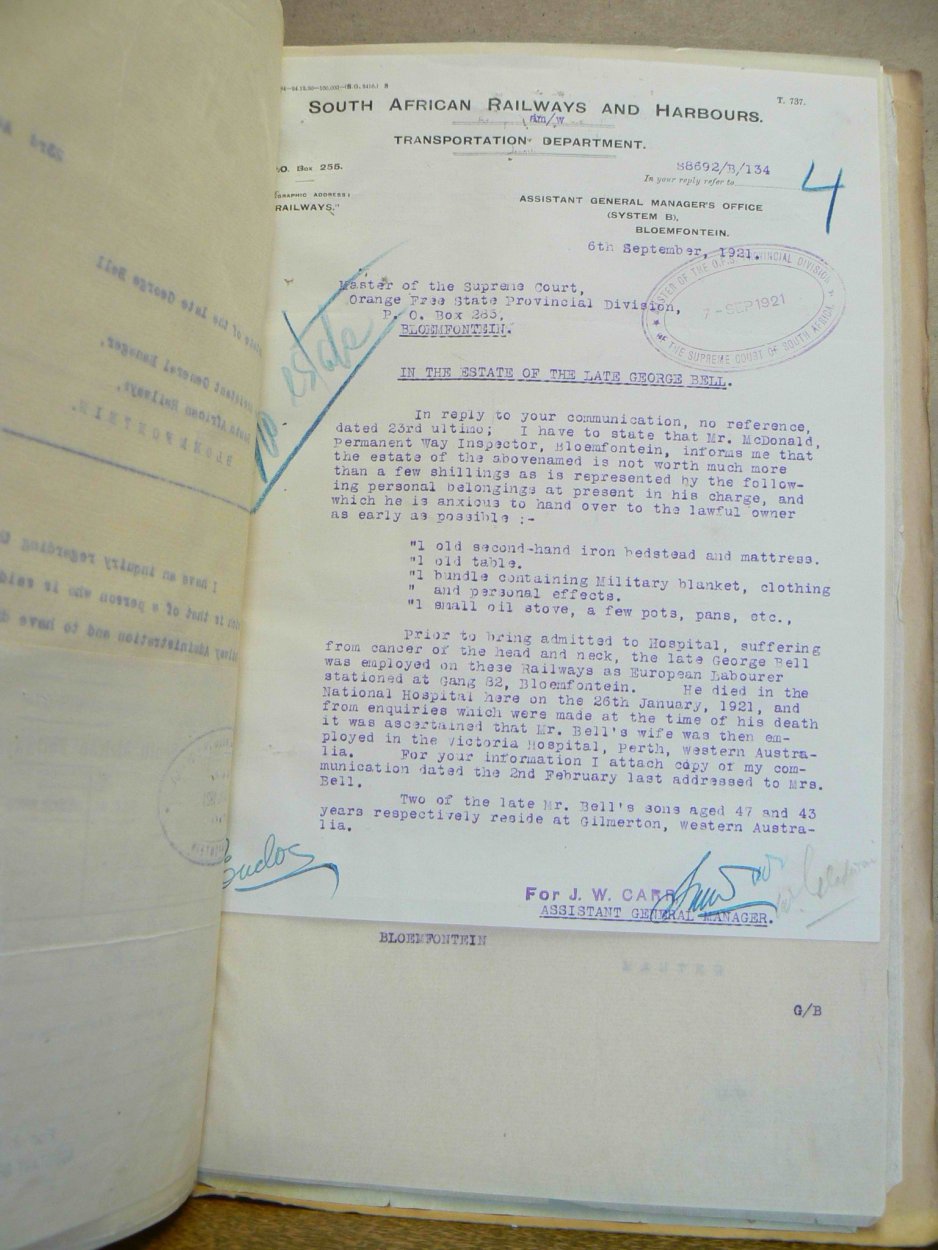 SOUTH AFRICAN RAILWAYS AND HARBOURS.
T. 737.
TRANSPORTATION DEPARTMENT.
O. Box 255.
S8692/B/134
In your reply refer to
4
GRAPHIC ADDRESS:
RAILWAYS."
ASSISTANT GENERAL MANAGER'S OFFICE
(SYSTEM B),
BLOEMFONTEIN.
6th September, 1921.
7-SEP 1921
THE SUPREME COURT OF SOUTH AFRICA
Master of the Supreme Court,
Orange Free State Provincial Division,
P. O. Box 285,
BLOEMFONTEIN.
estate
IN THE ESTATE OF THE LATE GEORGE BELL.
In reply to your communication, no reference,
dated 23rd ultimo; I have to state that Mr. McDonald,
Permanent Way Inspector, Bloemfontein, informs me that
the estate of the abovenamed is not worth much more
than a few shillings as is represented by the follow-
ing personal belongings at present in his charge, and
which he is anxious to hand over to the lawful owner
as early as possible :-
"1 old second-hand iron bedstead and mattress.
"1 old table.
"1 bundle containing Military blanket, clothing
" and personal effects.
"1 small oil stove, a few pots, pans, etc.,
Prior to bring admitted to Hospital, suffering
from cancer of the head and neck, the late George Bell
was employed on these Railways as European Labourer
stationed at Gang 82, Bloemfontein. He died in the
National Hospital here on the 26th January, 1921, and
from enquiries which were made at the time of his death
it was ascertained that Mr. Bell's wife was then em-
ployed in the Victoria Hospital, Perth, Western Austra-
lia. For your information I attach copy of my com-
munication dated the 2nd February last addressed to Mrs.
Bell.
Two of the late Mr. Bell's sons aged 47 and 43
years respectively reside at Gilmerton, Western Austra-
lia.
For J. W. CARR
ASSISTANT GENERAL MANAGER.
BLOEMFONTEIN
G/B